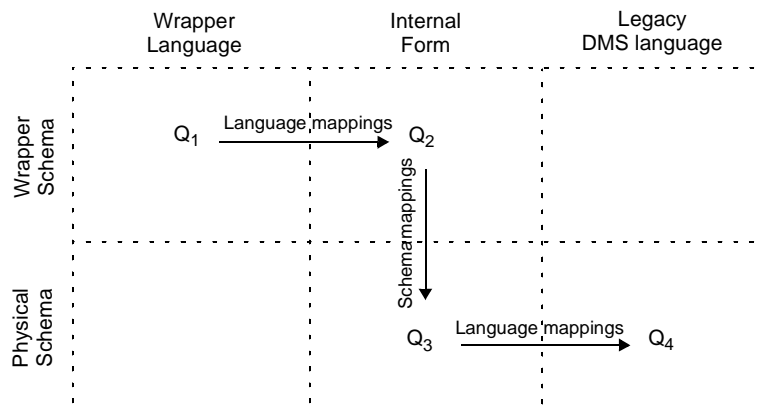 Wrapper
Language
Internal
Form
Legacy
DMS language
Wrapper
Schema
Q1
Language mappings
Q2
Schema mappings
Physical
Schema
Q3
Language mappings
Q4